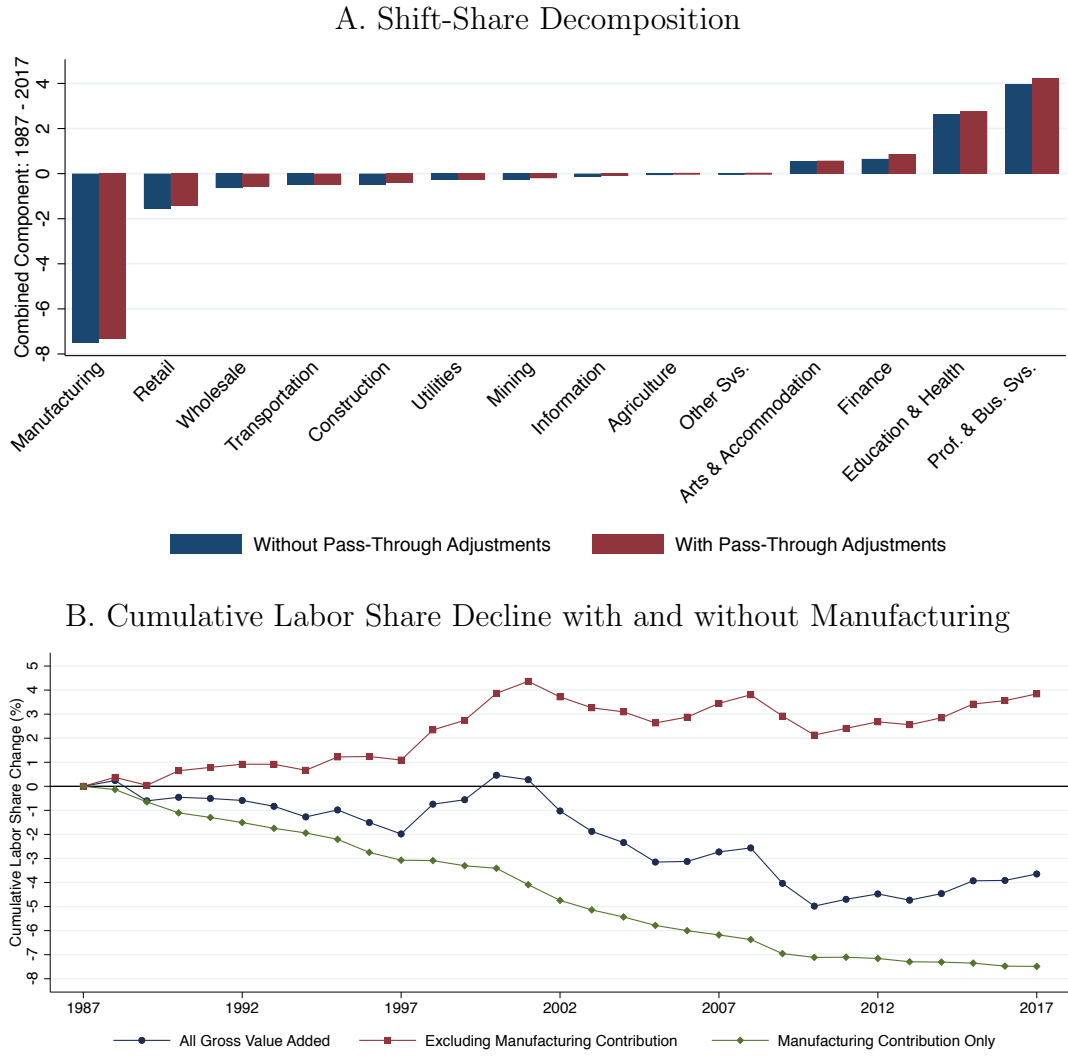 A. Shift-Share Decomposition
Combined Component: 1987 - 2017
4
2
0
-2
-4
-6
-8
Manufacturing
Retail
Wholesale
Transportation
Construction
Utilities
Mining
Information
Agriculture
Other Svs.
Arts & Accommodation
Finance
Education & Health
Prof. & Bus. Svs.
Without Pass-Through Adjustments
With Pass-Through Adjustments
B. Cumulative Labor Share Decline with and without Manufacturing
Cumulative Labor Share Change (%)
5
4
3
2
1
0
-1
-2
-3
-4
-5
-6
-7
-8
1987
1992
1997
2002
2007
2012
2017
All Gross Value Added
Excluding Manufacturing Contribution
Manufacturing Contribution Only